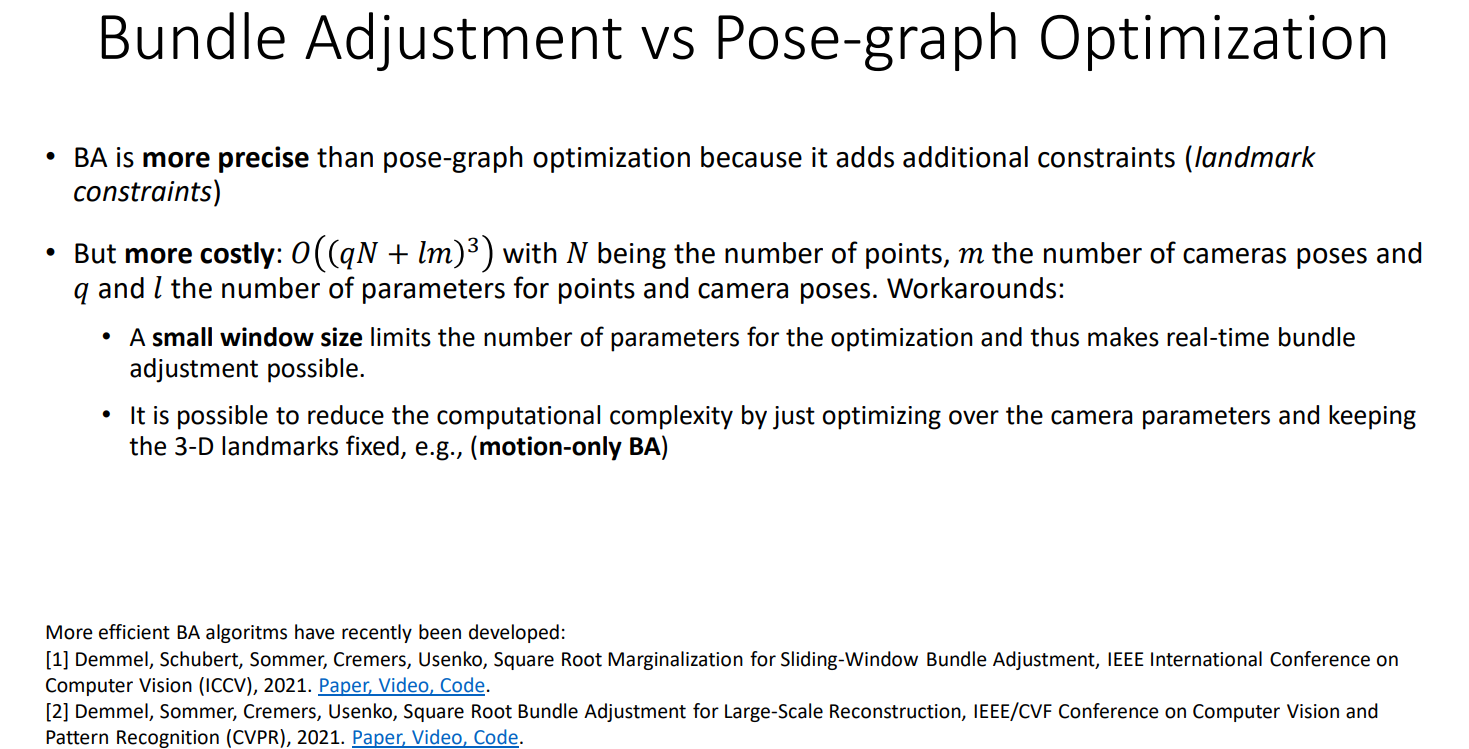 Bundle Adjustment vs Pose-graph Optimization
• BA is more precise than pose-graph optimization because it adds additional constraints (landmark
constraints)
• But more costly: O((qN + lm)³) with N being the number of points, m the number of cameras poses and
q and l the number of parameters for points and camera poses. Workarounds:
• A small window size limits the number of parameters for the optimization and thus makes real-time bundle
adjustment possible.
• It is possible to reduce the computational complexity by just optimizing over the camera parameters and keeping
the 3-D landmarks fixed, e.g., (motion-only BA)
More efficient BA algoritms have recently been developed:
[1] Demmel, Schubert, Sommer, Cremers, Usenko, Square Root Marginalization for Sliding-Window Bundle Adjustment, IEEE International Conference on
Computer Vision (ICCV), 2021. Paper, Video, Code.
[2] Demmel, Sommer, Cremers, Usenko, Square Root Bundle Adjustment for Large-Scale Reconstruction, IEEE/CVF Conference on Computer Vision and
Pattern Recognition (CVPR), 2021. Paper, Video, Code.